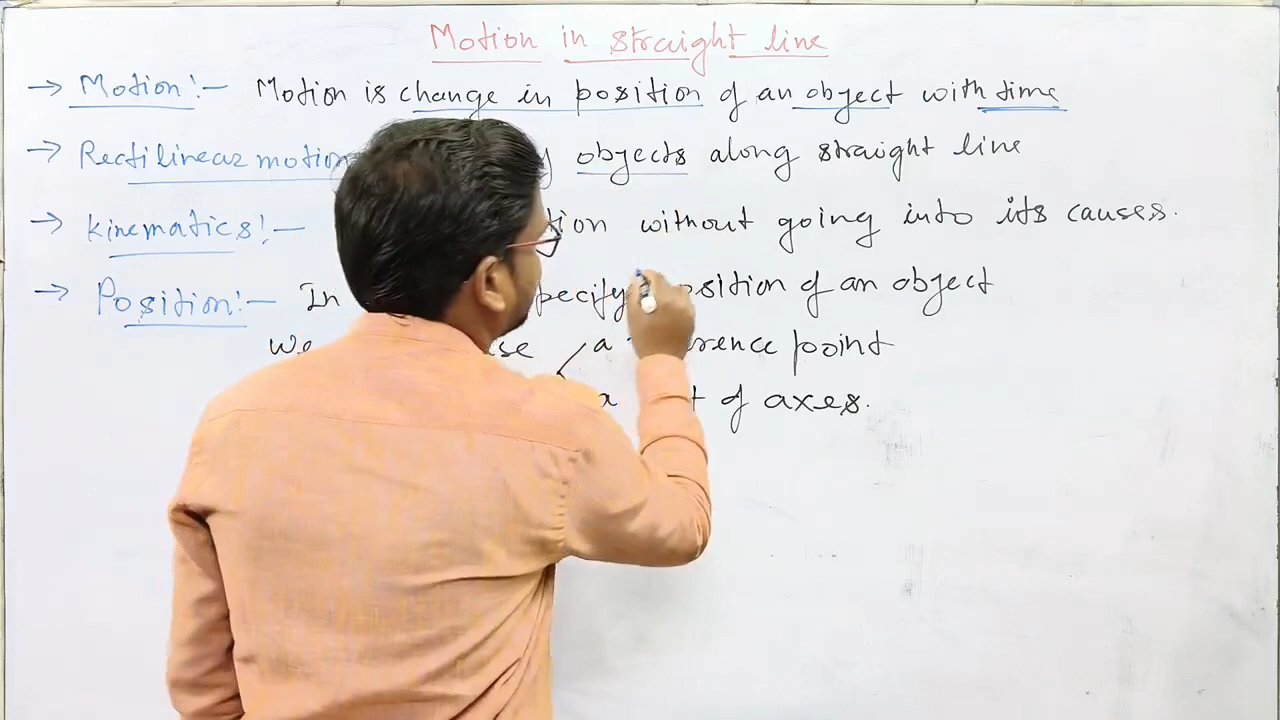 Motion in straight line
→ Motion:- Motion is change in position of an object with time
→ Rectilinear motion objects along straight line
→ kinematics:- without going into its causes.
→ Position:- In position of an object
We a point
of axes.